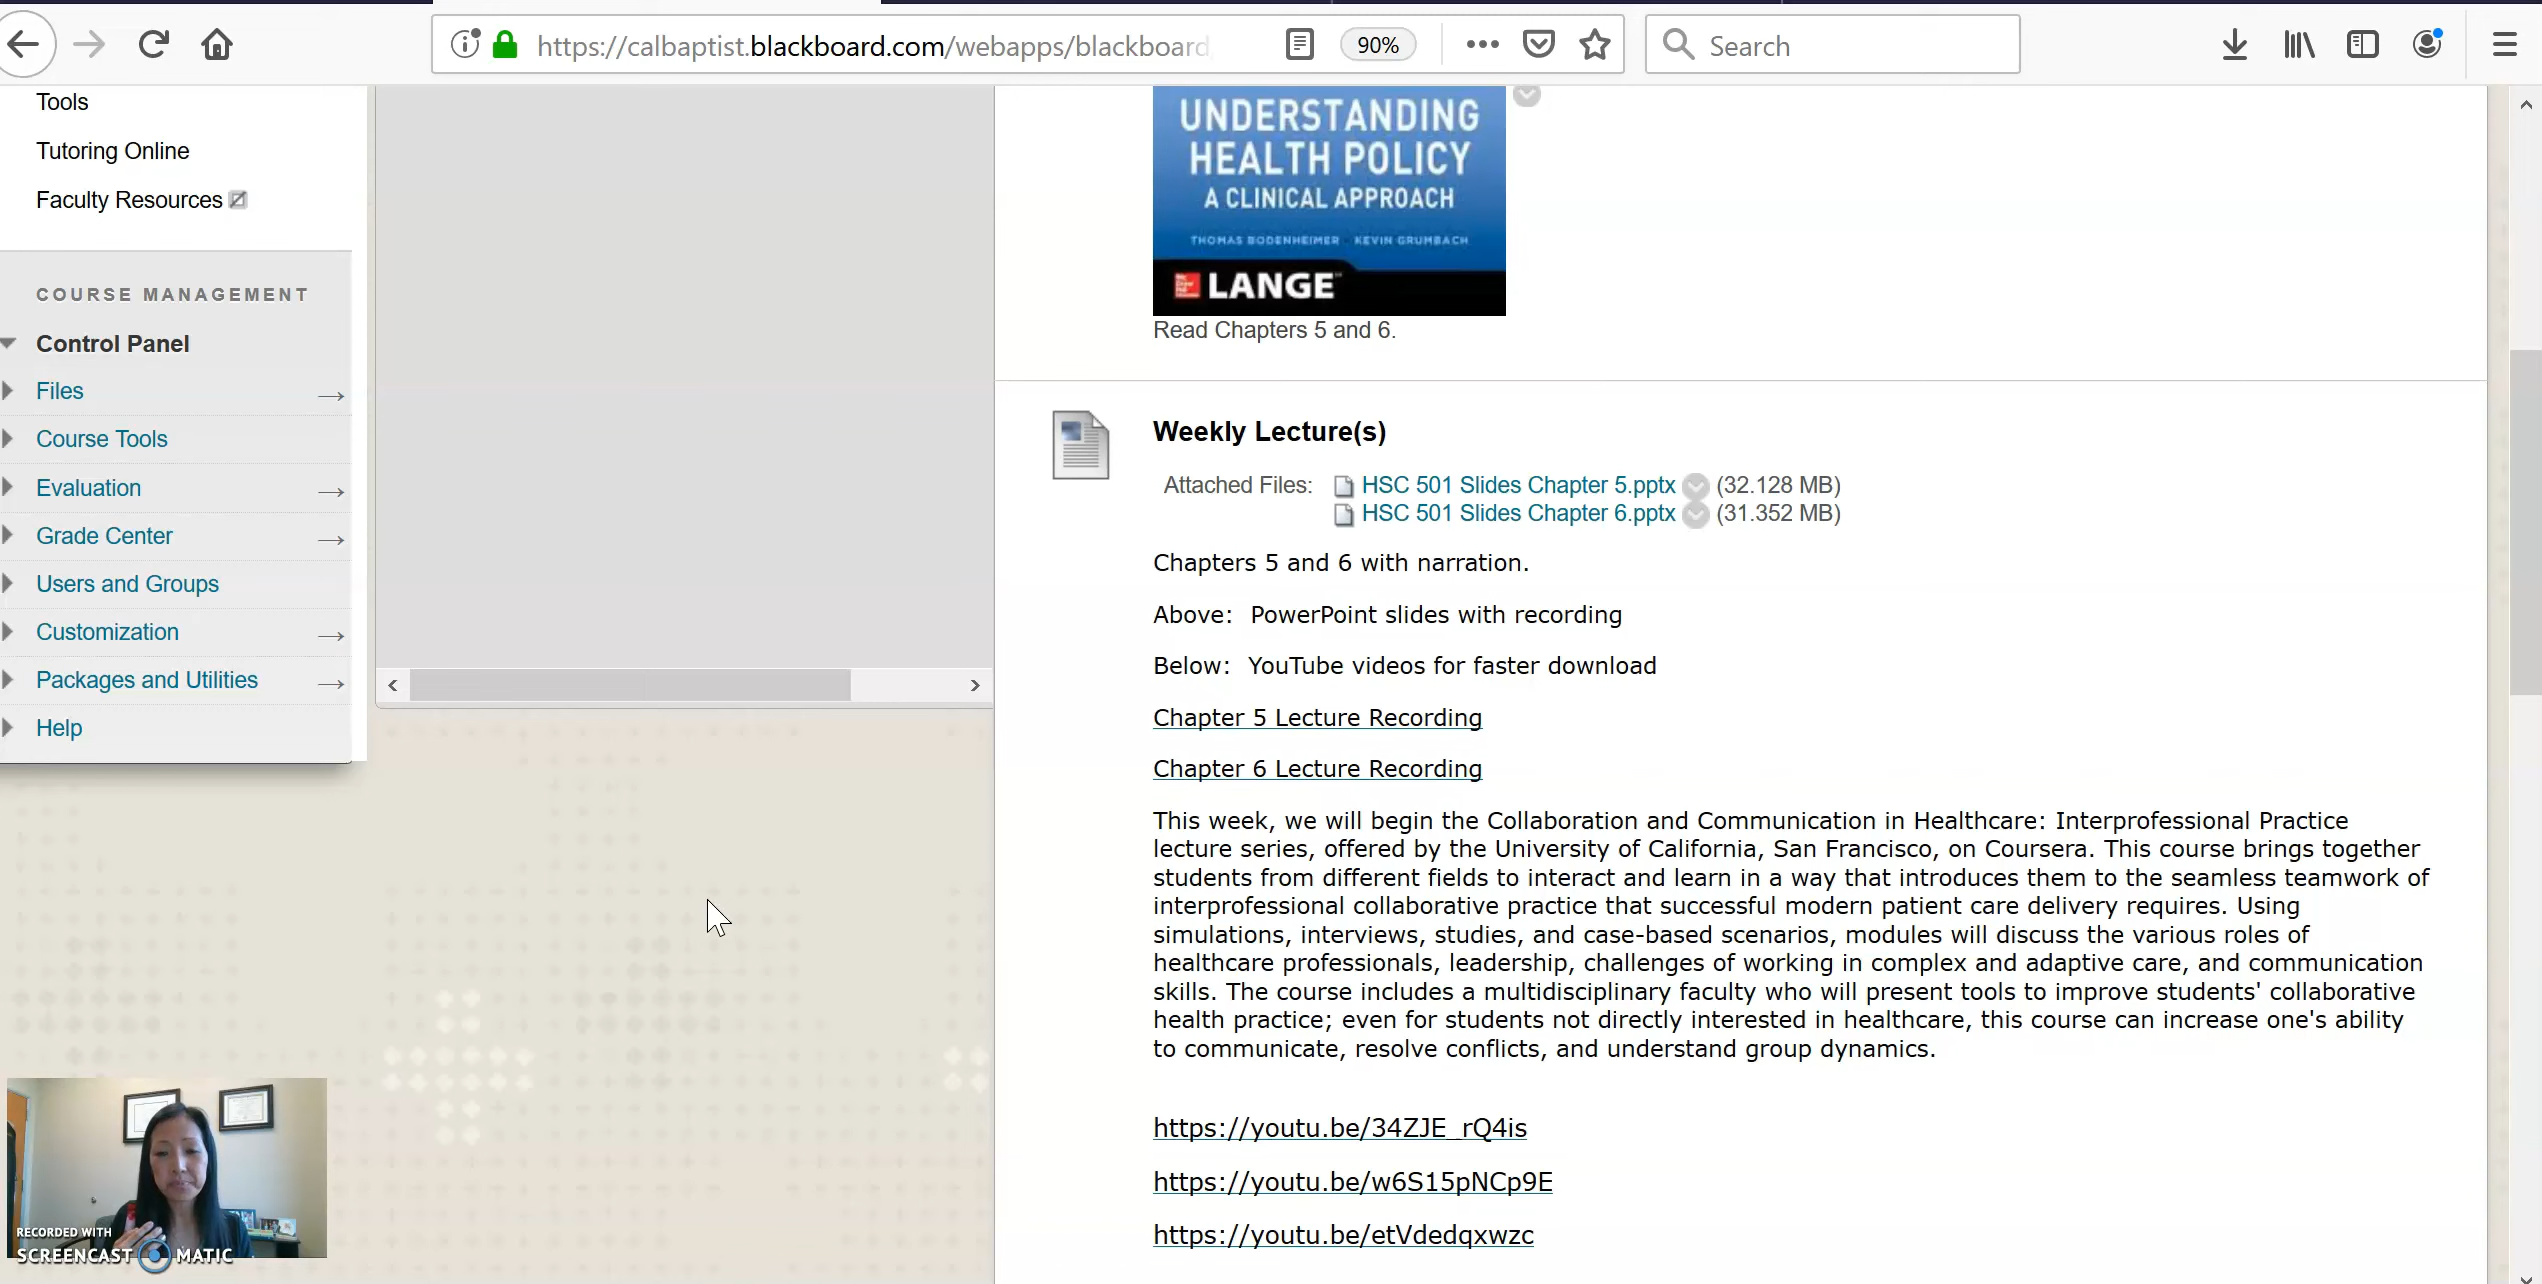 https://calbaptist.blackboard.com/webapps/blackboard
90%
Search
Tools
Tutoring Online
Faculty Resources
COURSE MANAGEMENT
Control Panel
Files
Course Tools
Evaluation
Grade Center
Users and Groups
Customization
Packages and Utilities
Help
UNDERSTANDING
HEALTH POLICY
A CLINICAL APPROACH
THOMAS BODENHEIMER KEVIN GRUMBACH
LANGE
Read Chapters 5 and 6.
Weekly Lecture(s)
Attached Files: HSC 501 Slides Chapter 5.pptx (32.128 MB)
HSC 501 Slides Chapter 6.pptx (31.352 MB)
Chapters 5 and 6 with narration.
Above: PowerPoint slides with recording
Below: YouTube videos for faster download
Chapter 5 Lecture Recording
Chapter 6 Lecture Recording
This week, we will begin the Collaboration and Communication in Healthcare: Interprofessional Practice
lecture series, offered by the University of California, San Francisco, on Coursera. This course brings together
students from different fields to interact and learn in a way that introduces them to the seamless teamwork of
interprofessional collaborative practice that successful modern patient care delivery requires. Using
simulations, interviews, studies, and case-based scenarios, modules will discuss the various roles of
healthcare professionals, leadership, challenges of working in complex and adaptive care, and communication
skills. The course includes a multidisciplinary faculty who will present tools to improve students' collaborative
health practice; even for students not directly interested in healthcare, this course can increase one's ability
to communicate, resolve conflicts, and understand group dynamics.
https://youtu.be/34ZJE_rQ4is
https://youtu.be/w6S15pNCp9E
https://youtu.be/etVdedqxwzc
RECORDED WITH
SCREENCAST MATIC